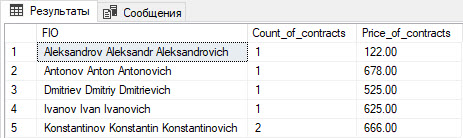 Результаты Сообщения
FIO Count_of_contracts Price_of_contracts
1 Aleksandrov Aleksandr Aleksandrovich 1 122.00
2 Antonov Anton Antonovich 1 678.00
3 Dmitriev Dmitriy Dmitrievich 1 525.00
4 Ivanov Ivan Ivanovich 1 625.00
5 Konstantinov Konstantin Konstantinovich 2 666.00